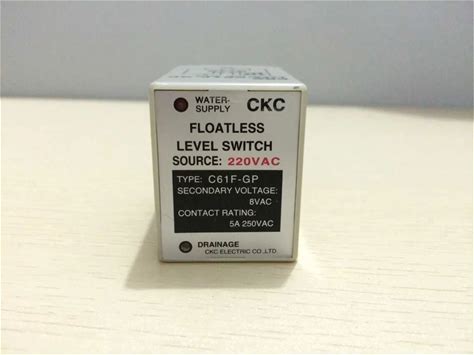 WATER-
SUPPLY
CKC
FLOATLESS
LEVEL SWITCH
SOURCE: 220VAC
TYPE: C61F-GP
SECONDARY VOLTAGE:
8VAC
CONTACT RATING:
5A 250VAC
DRAINAGE
CKC ELECTRIC CO.,LTD.